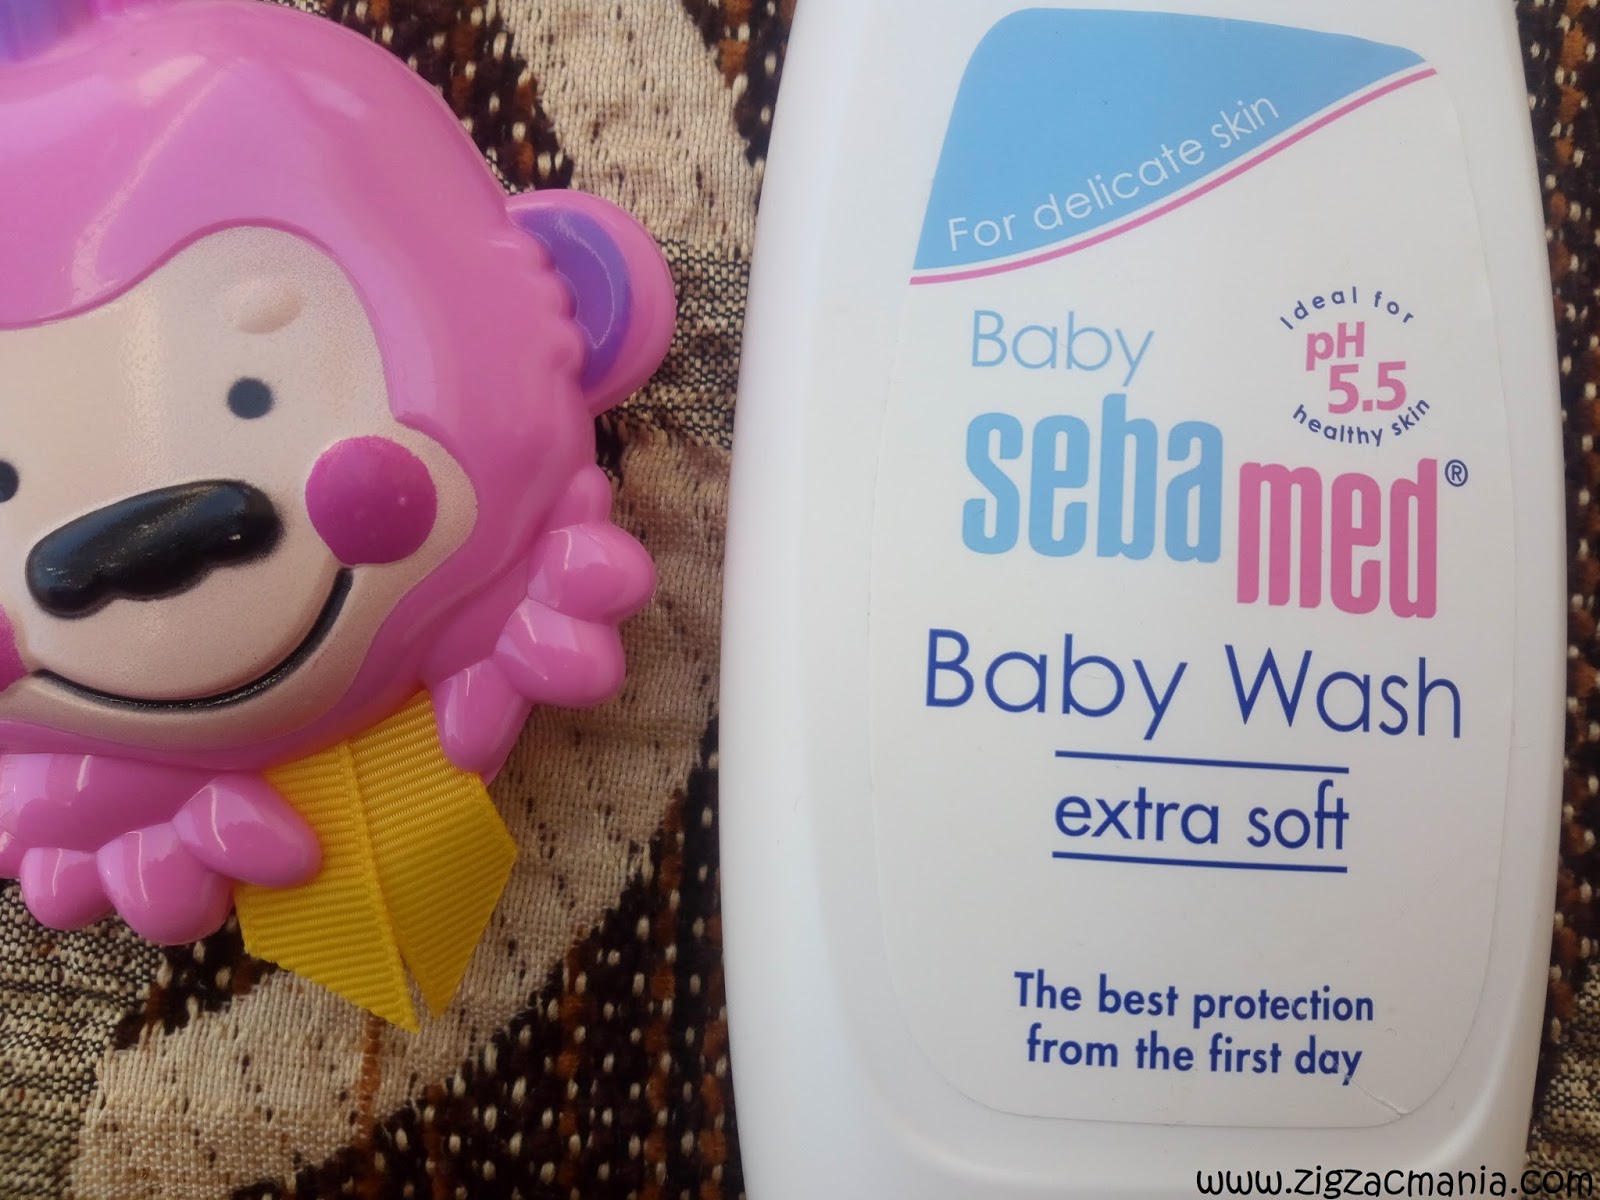 For delicate skin
Ideal for
pH
5.5
healthy skin
Baby
sebamed®
Baby Wash
extra soft
The best protection
from the first day
www.zigzacmania.com